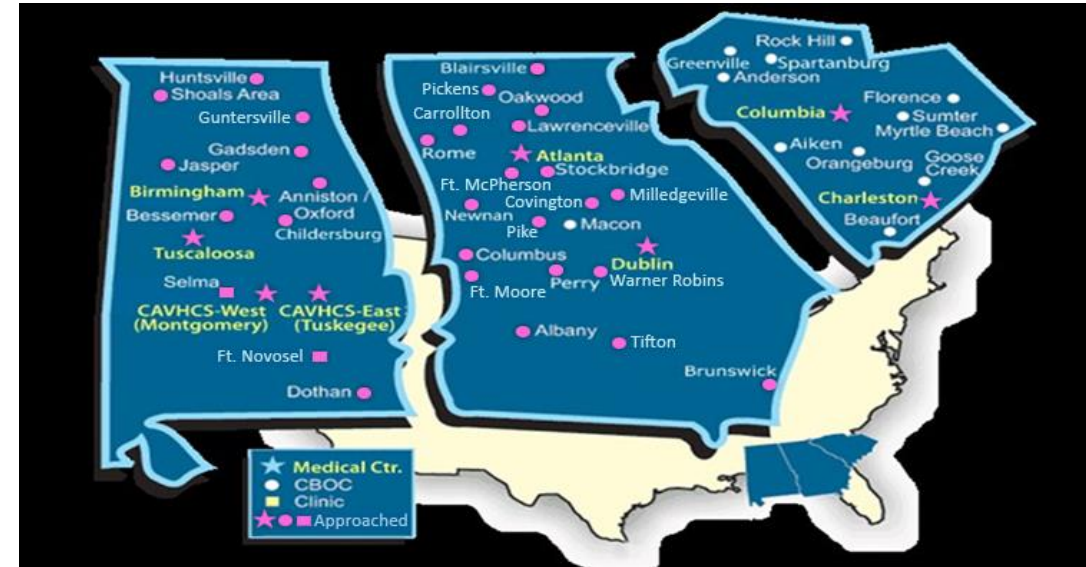 Huntsville
Shoals Area
Guntersville
Gadsden
Jasper
Birmingham
Anniston /
Oxford
Bessemer
Childersburg
Tuscaloosa
Selma
CAVHCS-West
(Montgomery)
CAVHCS-East
(Tuskegee)
Ft. Novosel
Dothan
Blairsville
Pickens
Oakwood
Carrollton
Lawrenceville
Rome
Atlanta
Stockbridge
Ft. McPherson
Covington
Milledgeville
Newnan
Pike
Macon
Columbus
Dublin
Perry
Warner Robins
Ft. Moore
Albany
Tifton
Brunswick
Rock Hill
Greenville
Spartanburg
Anderson
Florence
Columbia
Sumter
Myrtle Beach
Aiken
Orangeburg
Goose
Creek
Charleston
Beaufort
Medical Ctr.
CBOC
Clinic
Approached